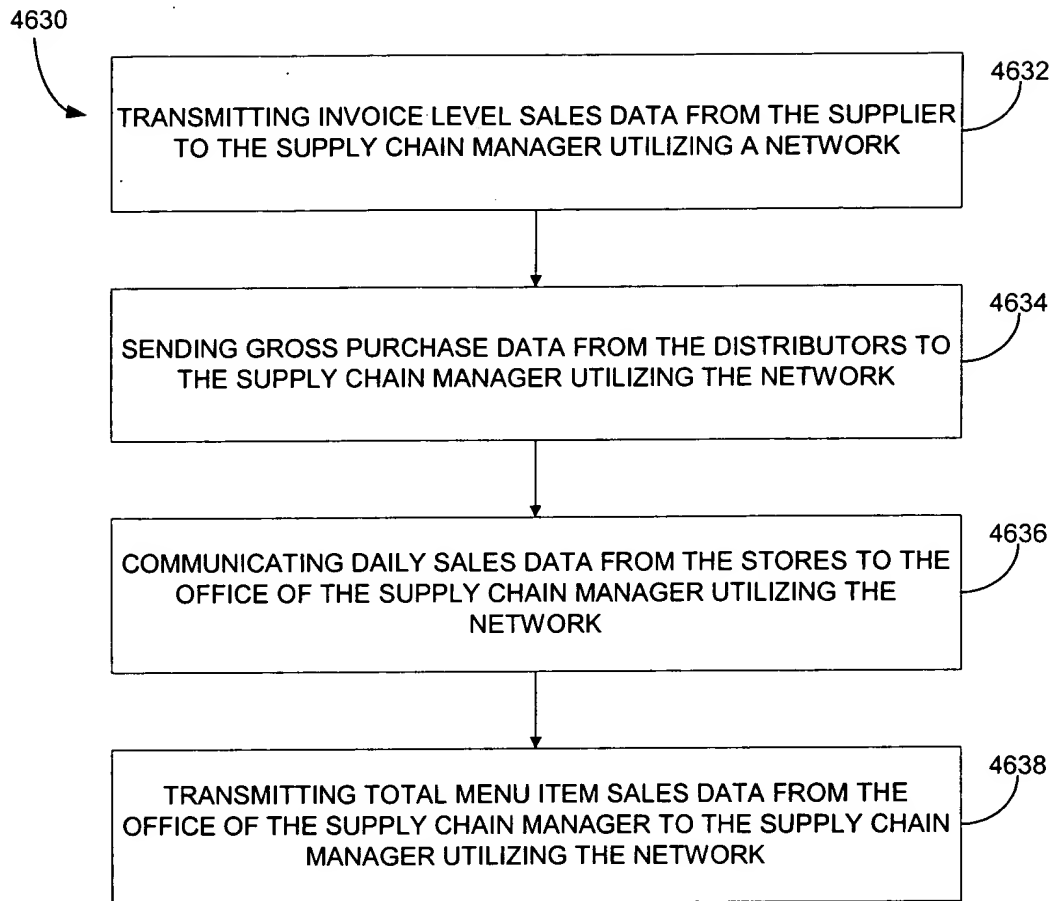 4630
4632
TRANSMITTING INVOICE LEVEL SALES DATA FROM THE SUPPLIER
TO THE SUPPLY CHAIN MANAGER UTILIZING A NETWORK
4634
SENDING GROSS PURCHASE DATA FROM THE DISTRIBUTORS TO
THE SUPPLY CHAIN MANAGER UTILIZING THE NETWORK
4636
COMMUNICATING DAILY SALES DATA FROM THE STORES TO THE
OFFICE OF THE SUPPLY CHAIN MANAGER UTILIZING THE
NETWORK
4638
TRANSMITTING TOTAL MENU ITEM SALES DATA FROM THE
OFFICE OF THE SUPPLY CHAIN MANAGER TO THE SUPPLY CHAIN
MANAGER UTILIZING THE NETWORK